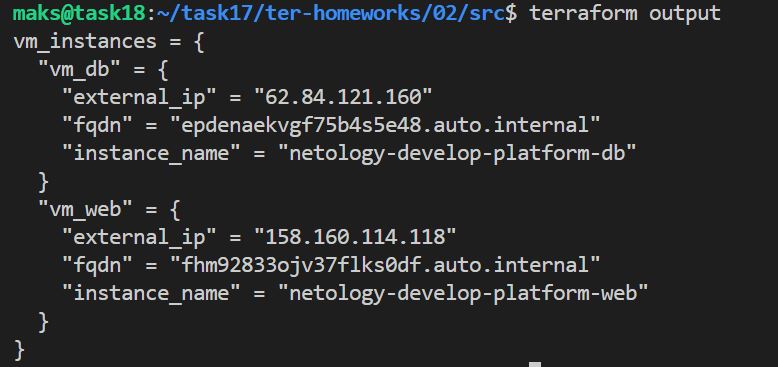 maks@task18:~/task17/ter-homeworks/02/src$ terraform output
vm_instances = {
  "vm_db" = {
    "external_ip" = "62.84.121.160"
    "fqdn" = "epdenaekvgf75b4s5e48.auto.internal"
    "instance_name" = "netology-develop-platform-db"
  }
  "vm_web" = {
    "external_ip" = "158.160.114.118"
    "fqdn" = "fhm92833ojv37flks0df.auto.internal"
    "instance_name" = "netology-develop-platform-web"
  }
}